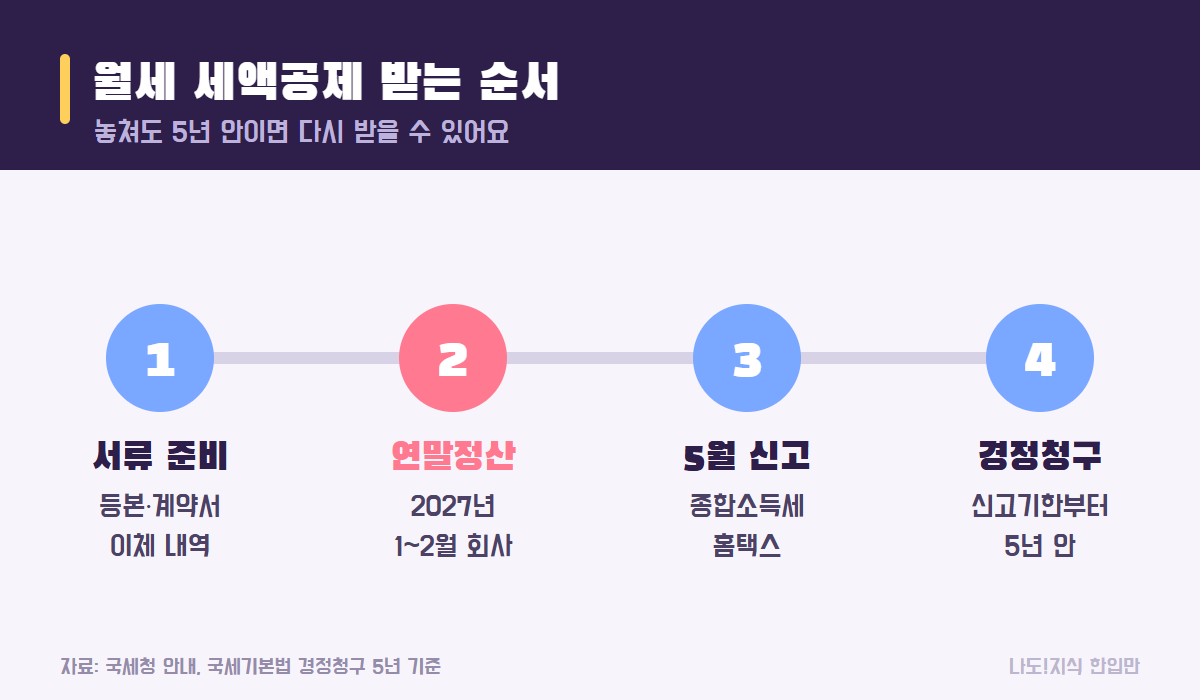 월세 세액공제 받는 순서
놓쳐도 5년 안이면 다시 받을 수 있어요
1
서류 준비
등본·계약서
이체 내역
2
연말정산
2027년
1~2월 회사
3
5월 신고
종합소득세
홈택스
4
경정청구
신고기한부터
5년 안
자료: 국세청 안내, 국세기본법 경정청구 5년 기준
나도!지식 한입만